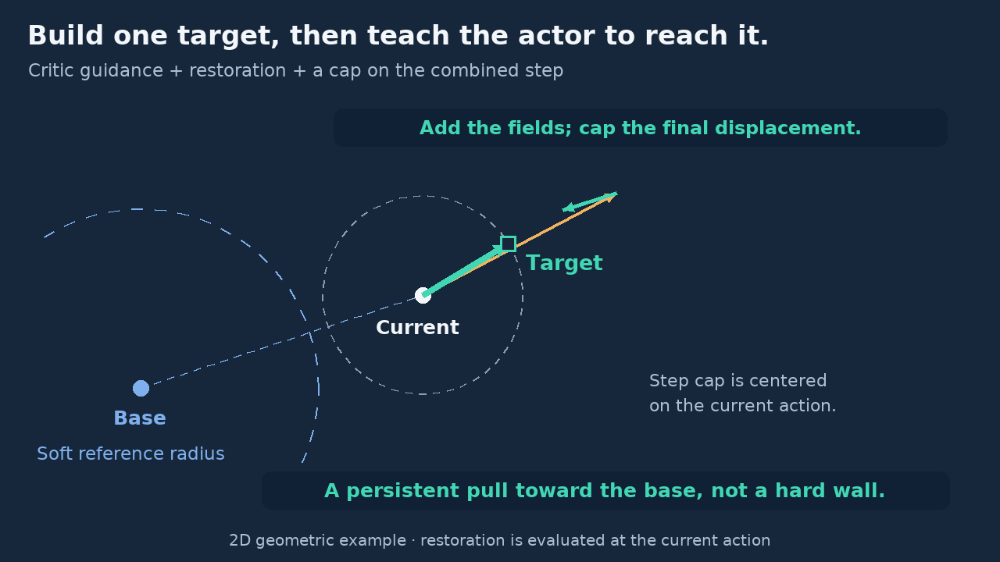 Build one target, then teach the actor to reach it.
Critic guidance + restoration + a cap on the combined step
Add the fields; cap the final displacement.
Target
Current
Step cap is centered
on the current action.
Base
Soft reference radius
A persistent pull toward the base, not a hard wall.
2D geometric example · restoration is evaluated at the current action